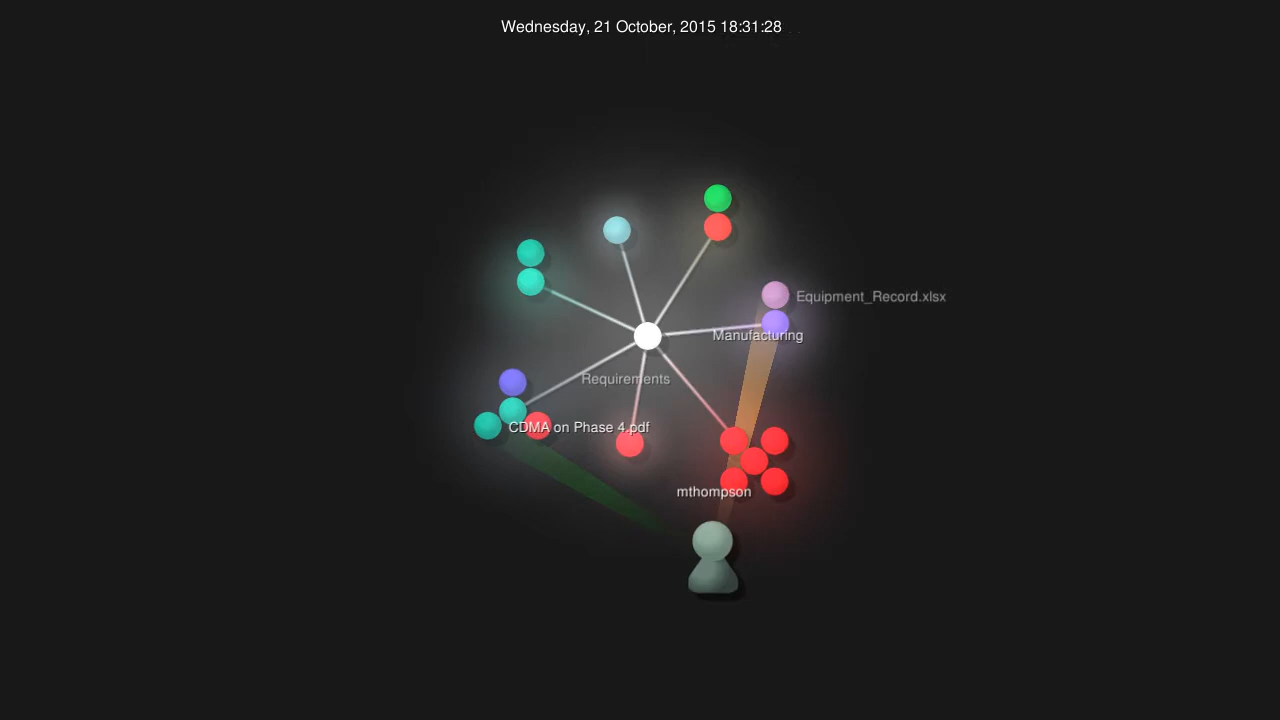 Wednesday, 21 October, 2015 18:31:28
Equipment_Record.xlsx
Manufacturing
Requirements
CDMA on Phase 4.pdf
mthompson